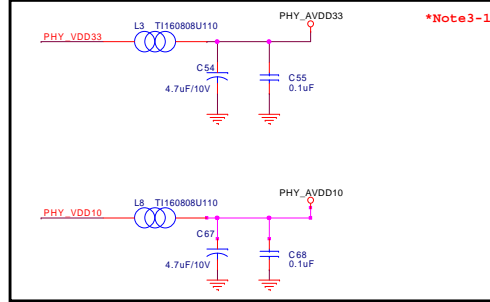 *Note3-1
PHY_AVDD33
L3 TI160808U110
PHY_VDD33
C54
4.7uF/10V
C55
0.1uF
PHY_AVDD10
L8 TI160808U110
PHY_VDD10
C67
4.7uF/10V
C68
0.1uF